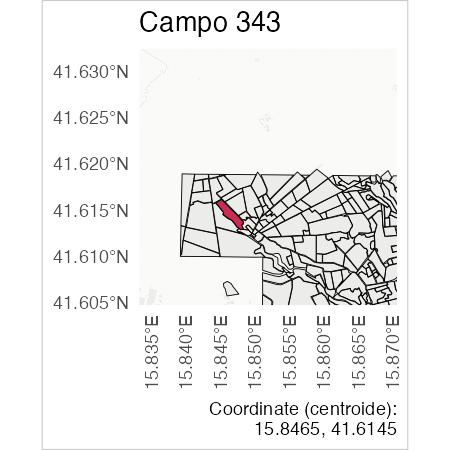 Campo 343
41.630°N
41.625°N
41.620°N
41.615°N
41.610°N
41.605°N
15.835°E
15.840°E
15.845°E
15.850°E
15.855°E
15.860°E
15.865°E
15.870°E
Coordinate (centroide):
15.8465, 41.6145